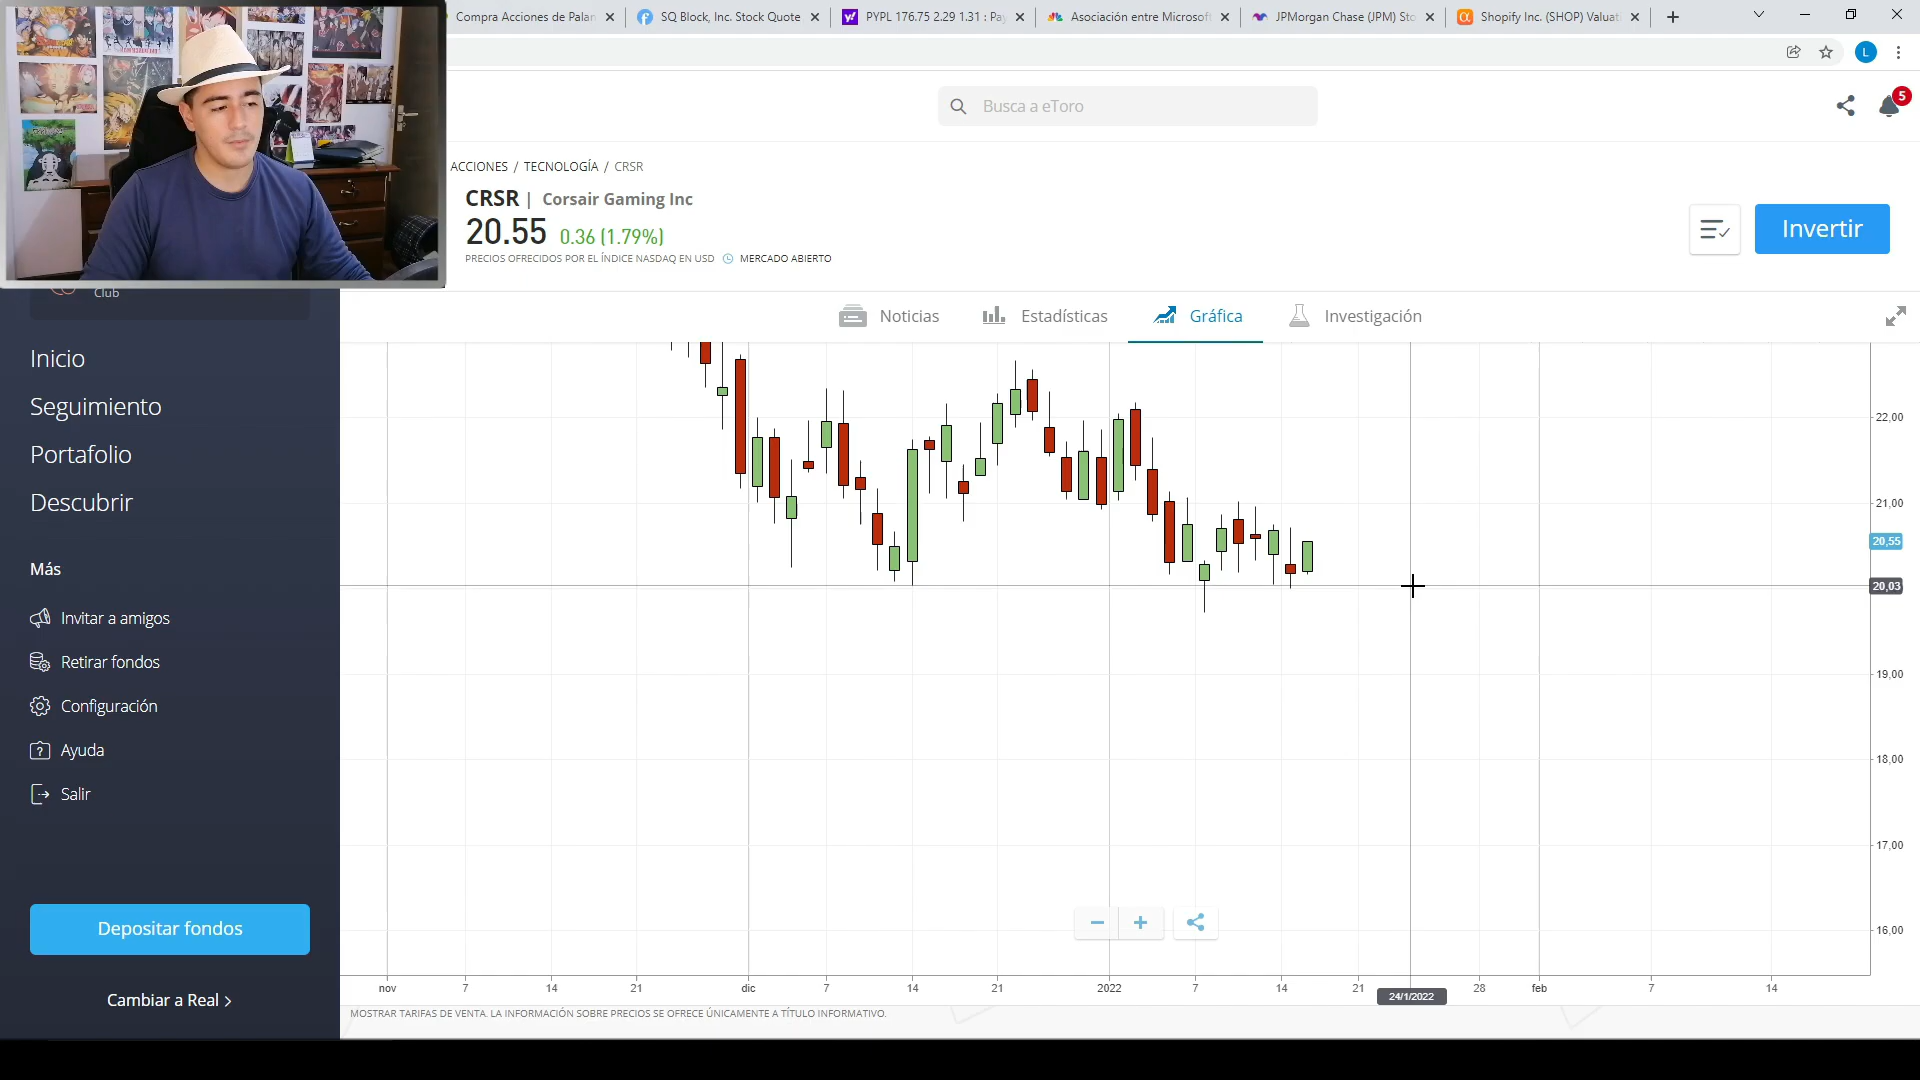 Compra Acciones de Palan
SQ Block, Inc. Stock Quote
PYPL 176.75 2.29 1.31 : Pa
Asociación entre Microsof
JPMorgan Chase (JPM) Sto
Shopify Inc. (SHOP) Valuat
L
Busca a eToro
5
ACCIONES / TECNOLOGÍA / CRSR
CRSR | Corsair Gaming Inc
20.55 0.36 (1.79%)
PRECIOS OFRECIDOS POR EL ÍNDICE NASDAQ EN USD MERCADO ABIERTO
Invertir
Club
Noticias
Estadísticas
Gráfica
Investigación
Inicio
Seguimiento
Portafolio
Descubrir
Más
Invitar a amigos
Retirar fondos
Configuración
Ayuda
Salir
Depositar fondos
Cambiar a Real >
22,00
21,00
20,55
20,03
19,00
18,00
17,00
16,00
nov 7 14 21 dic 7 14 21 2022 7 14 21 28 feb 7 14
24/1/2022
MOSTRAR TARIFAS DE VENTA. LA INFORMACIÓN SOBRE PRECIOS SE OFRECE ÚNICAMENTE A TÍTULO INFORMATIVO.